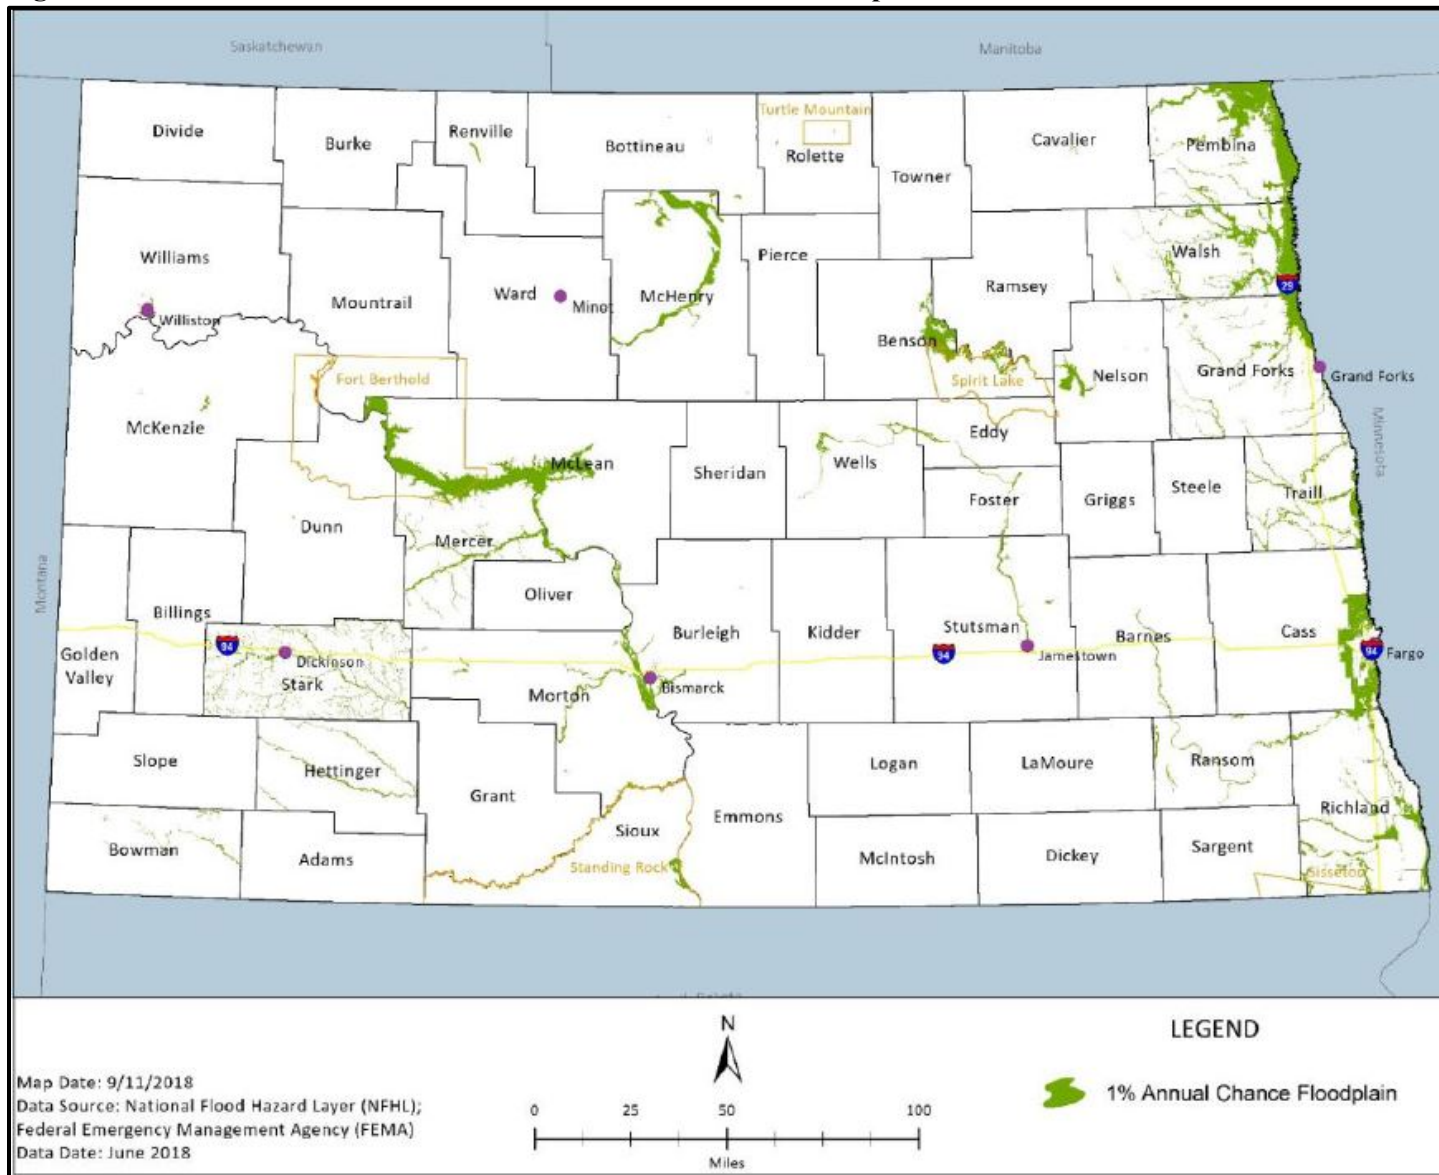 Saskatchewan
Manitoba
Turtle Mountain
Divide
Burke
Renville
Bottineau
Rolette
Towner
Cavalier
Pembina
Williams
Mountrail
Ward
Minot
McHenry
Pierce
Ramsey
Walsh
29
Williston
Benson
Fort Berthold
Spirit Lake
Nelson
Grand Forks
Grand Forks
McKenzie
Minnesota
Eddy
McLean
Sheridan
Wells
Foster
Griggs
Steele
Traill
Dunn
Mercer
Montana
Billings
Oliver
Burleigh
Kidder
Stutsman
Barnes
Cass
Golden
Valley
94
Dickinson
Stark
94
Jamestown
94
Fargo
Morton
Bismarck
Slope
Hettinger
Grant
Logan
LaMoure
Ransom
Richland
Emmons
Sioux
Bowman
Adams
Standing Rock
McIntosh
Dickey
Sargent
Sisseton
N
LEGEND
1% Annual Chance Floodplain
Map Date: 9/11/2018
Data Source: National Flood Hazard Layer (NFHL);
Federal Emergency Management Agency (FEMA)
Data Date: June 2018
0 25 50 100
Miles